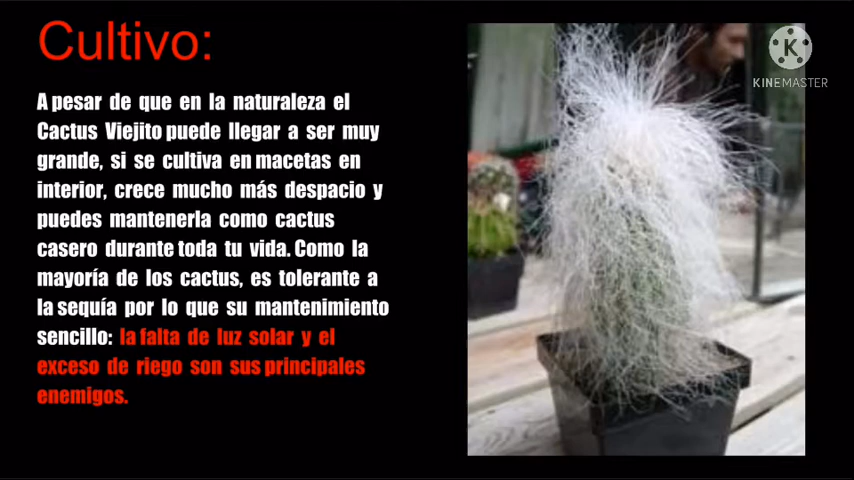 Cultivo:
A pesar de que en la naturaleza el
Cactus Viejito puede llegar a ser muy
grande, si se cultiva en macetas en
interior, crece mucho más despacio y
puedes mantenerla como cactus
casero durante toda tu vida. Como la
mayoría de los cactus, es tolerante a
la sequía por lo que su mantenimiento
sencillo: la falta de luz solar y el
exceso de riego son sus principales
enemigos.
K
KINEMASTER